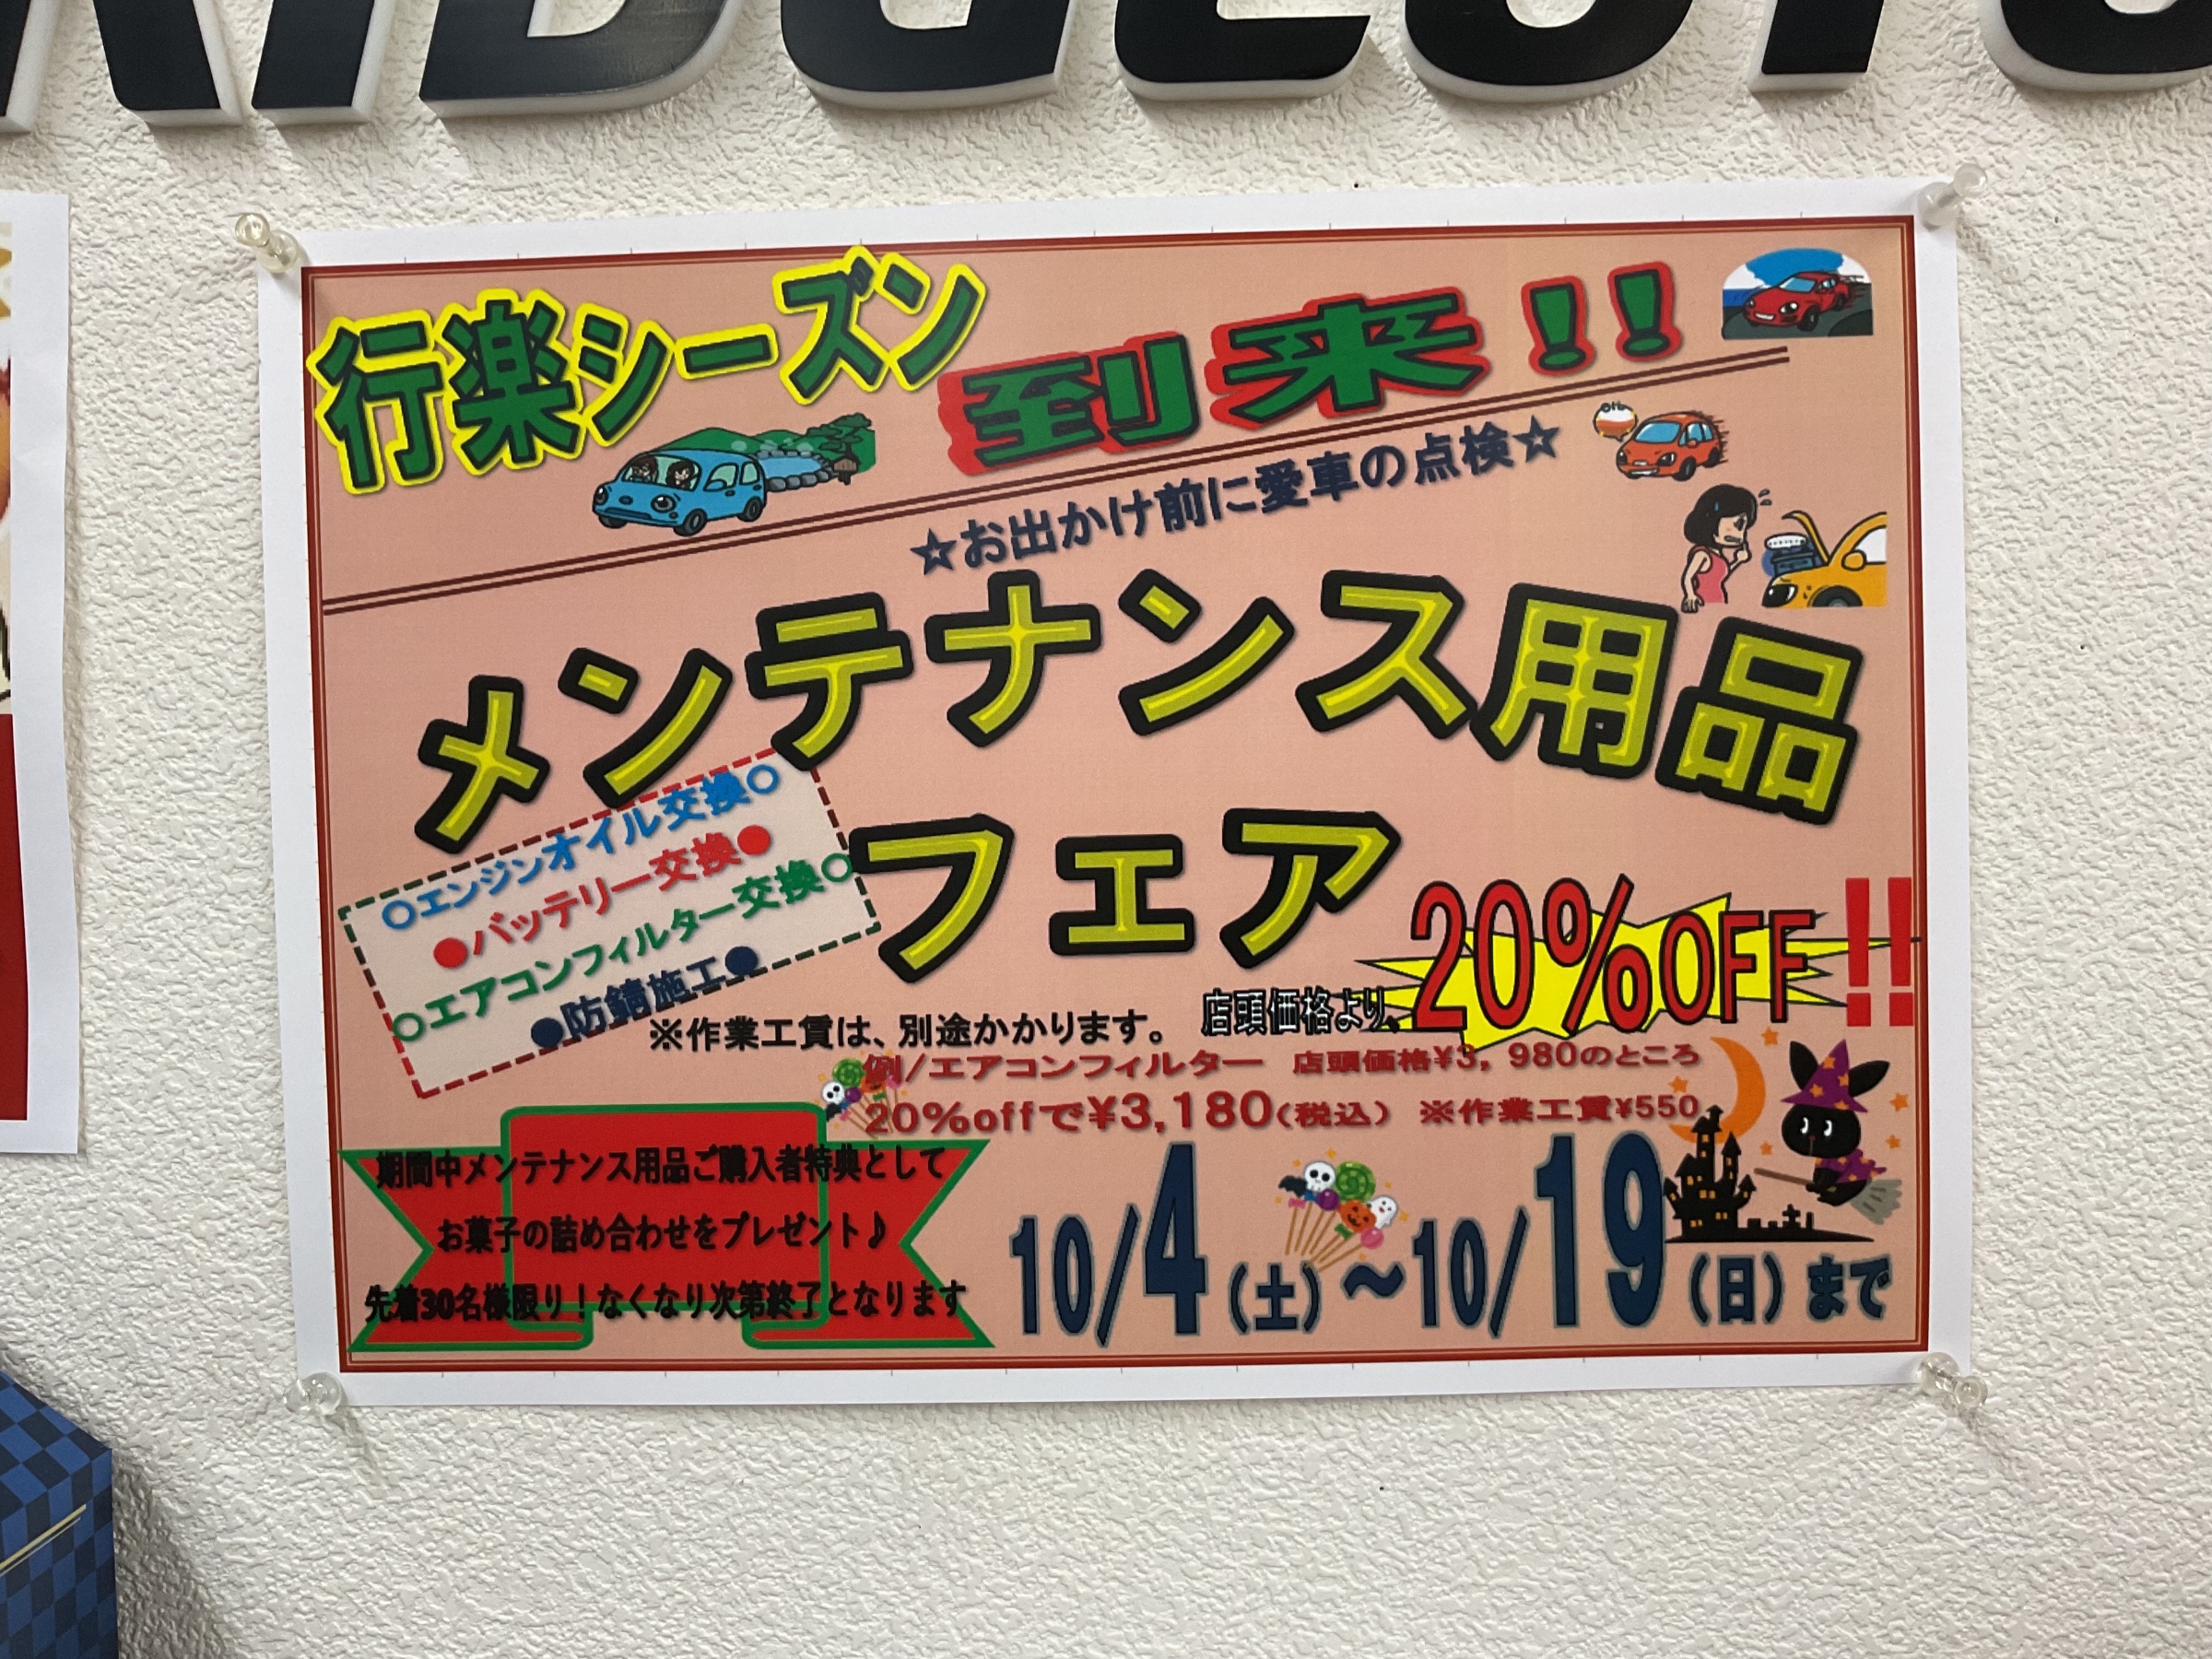 行楽シーズン 到来!!
☆お出かけ前に愛車の点検☆
メンテナンス用品
フェア
○エンジンオイル交換○
●バッテリー交換●
○エアコンフィルター交換○
●防錆施工●
※作業工賃は、別途かかります。
店頭価格より、20%OFF!!
例/エアコンフィルター 店頭価格¥3,980のところ
20%offで¥3,180(税込) ※作業工賃¥550
期間中メンテナンス用品ご購入者特典として
お菓子の詰め合わせをプレゼント♪
先着30名様限り!なくなり次第終了となります
10/4(土)~10/19(日)まで